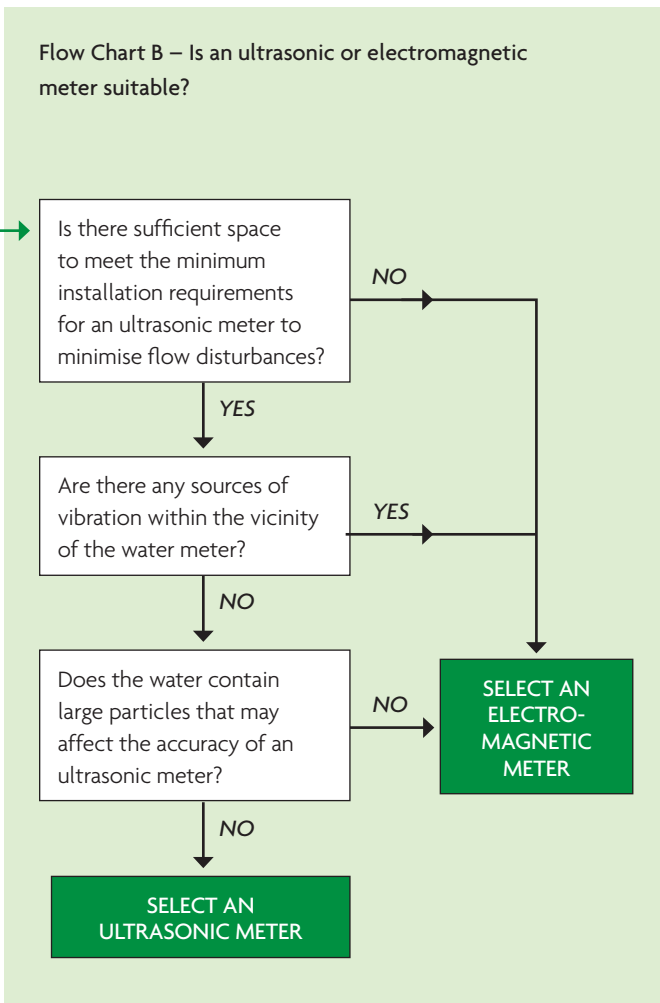 Flow Chart B – Is an ultrasonic or electromagnetic
meter suitable?
Is there sufficient space
to meet the minimum
installation requirements
for an ultrasonic meter to
minimise flow disturbances?
NO
YES
Are there any sources of
vibration within the vicinity
of the water meter?
YES
NO
Does the water contain
large particles that may
affect the accuracy of an
ultrasonic meter?
NO
SELECT AN
ELECTRO-
MAGNETIC
METER
NO
SELECT AN
ULTRASONIC METER